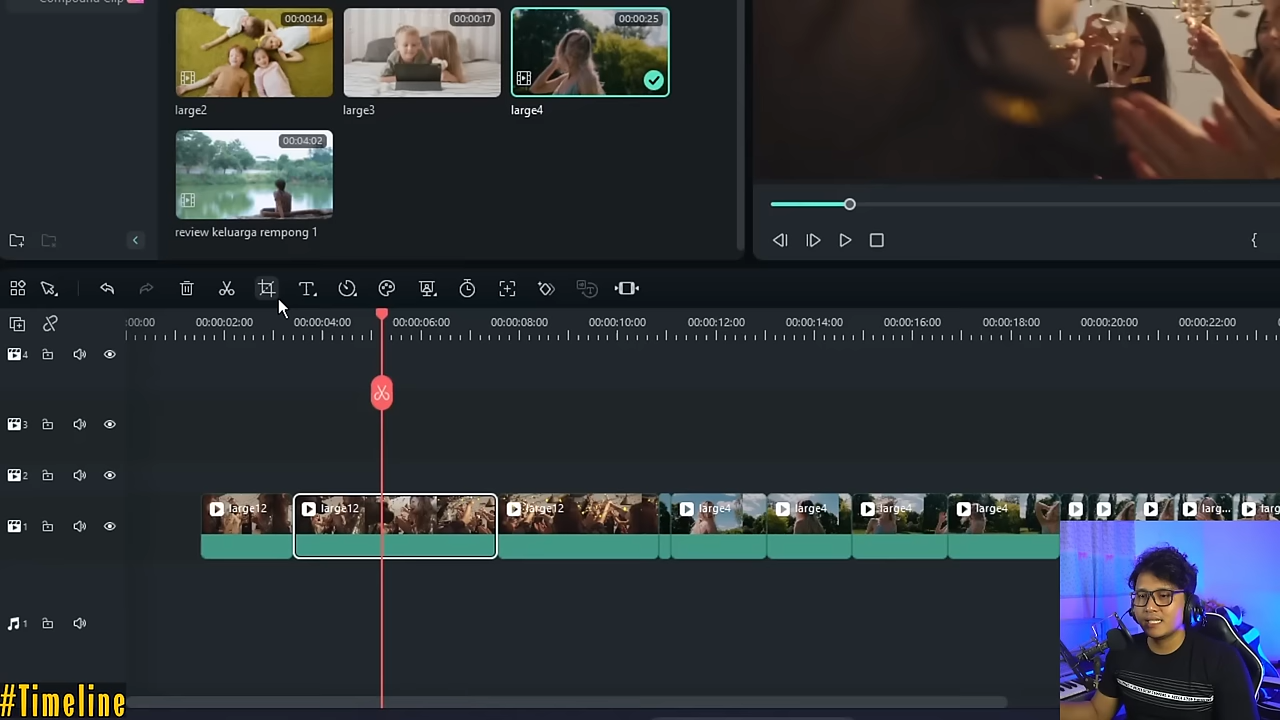 Compound Clip
00:00:14
00:00:17
00:00:25
large2
large3
large4
00:04:02
review keluarga rempong 1
:00:00
00:00:02:00
00:00:04:00
00:00:06:00
00:00:08:00
00:00:10:00
00:00:12:00
00:00:14:00
00:00:16:00
00:00:18:00
00:00:20:00
00:00:22:00
4
3
2
1
large12
large12
large12
large4
large4
large4
large4
larg...
larg
1
#Timeline